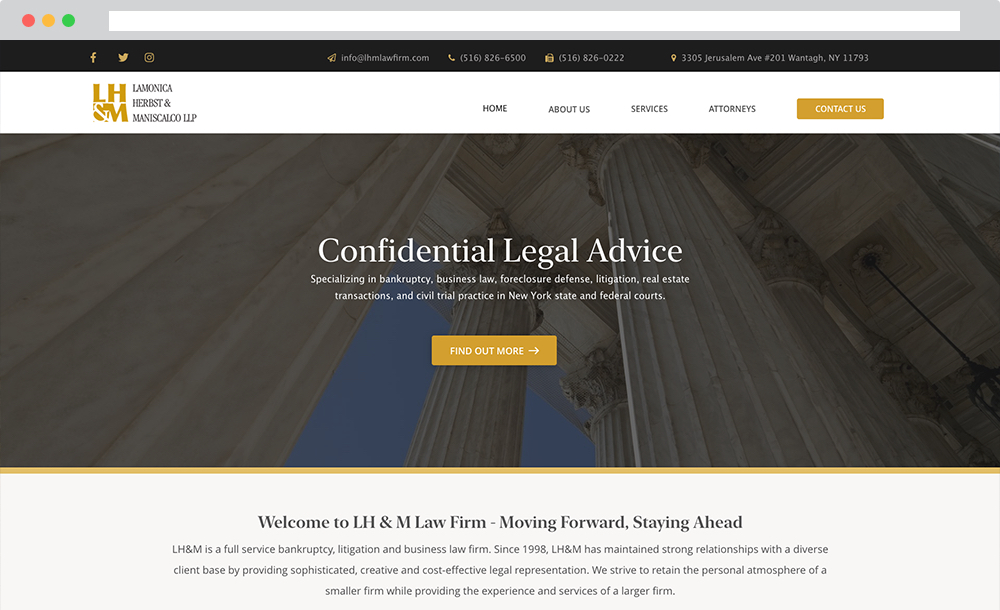 info@lhmlawfirm.com (516) 826-6500 (516) 826-0222 3305 Jerusalem Ave #201 Wantagh, NY 11793
LH&M
LAMONICA
HERBST &
MANISCALCO LLP
HOME ABOUT US SERVICES ATTORNEYS CONTACT US
Confidential Legal Advice
Specializing in bankruptcy, business law, foreclosure defense, litigation, real estate
transactions, and civil trial practice in New York state and federal courts.
FIND OUT MORE →
Welcome to LH & M Law Firm - Moving Forward, Staying Ahead
LH&M is a full service bankruptcy, litigation and business law firm. Since 1998, LH&M has maintained strong relationships with a diverse
client base by providing sophisticated, creative and cost-effective legal representation. We strive to retain the personal atmosphere of a
smaller firm while providing the experience and services of a larger firm.